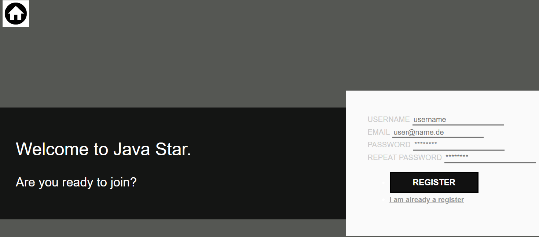 Welcome to Java Star.
Are you ready to join?
USERNAME username
EMAIL user@name.de
PASSWORD ********
REPEAT PASSWORD ********
REGISTER
I am already a register